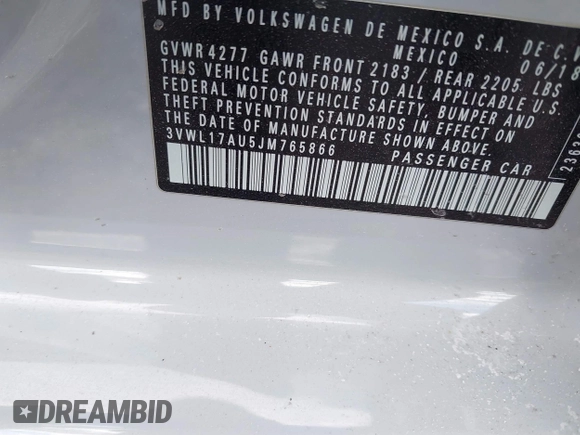 MFD BY VOLKSWAGEN DE MEXICO S.A. DE C.V
MEXICO 06/18
GVWR 4277 GAWR FRONT 2183 / REAR 2205. LBS
THIS VEHICLE CONFORMS TO ALL APPLICABLE U.S.
FEDERAL MOTOR VEHICLE SAFETY, BUMPER AND
THEFT PREVENTION STANDARDS IN EFFECT ON
THE DATE OF MANUFACTURE SHOWN ABOVE.
3VWL17AU5JM765866 PASSENGER CAR
DREAMBID